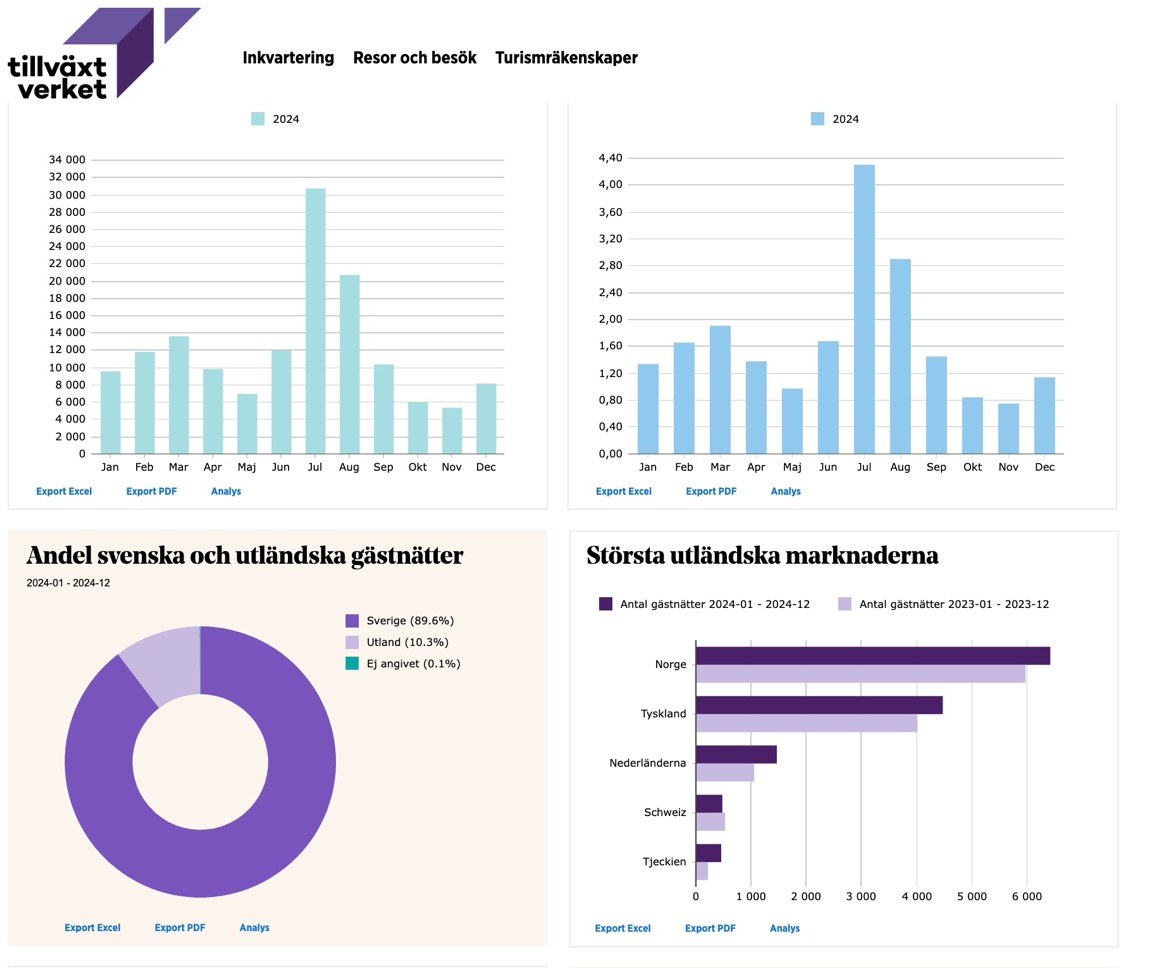 tillväxt
verket
Inkvartering Resor och besök Turismräkenskaper
2024
34 000
32 000
30 000
28 000
26 000
24 000
22 000
20 000
18 000
16 000
14 000
12 000
10 000
8 000
6 000
4 000
2 000
0
Jan Feb Mar Apr Maj Jun Jul Aug Sep Okt Nov Dec
Export Excel Export PDF Analys
2024
4,40
4,00
3,60
3,20
2,80
2,40
2,00
1,60
1,20
0,80
0,40
0,00
Jan Feb Mar Apr Maj Jun Jul Aug Sep Okt Nov Dec
Export Excel Export PDF Analys
Andel svenska och utländska gästnätter
2024-01 - 2024-12
Sverige (89.6%)
Utland (10.3%)
Ej angivet (0.1%)
Export Excel Export PDF Analys
Största utländska marknaderna
Antal gästnätter 2024-01 - 2024-12 Antal gästnätter 2023-01 - 2023-12
Norge
Tyskland
Nederländerna
Schweiz
Tjeckien
0 1 000 2 000 3 000 4 000 5 000 6 000
Export Excel Export PDF Analys